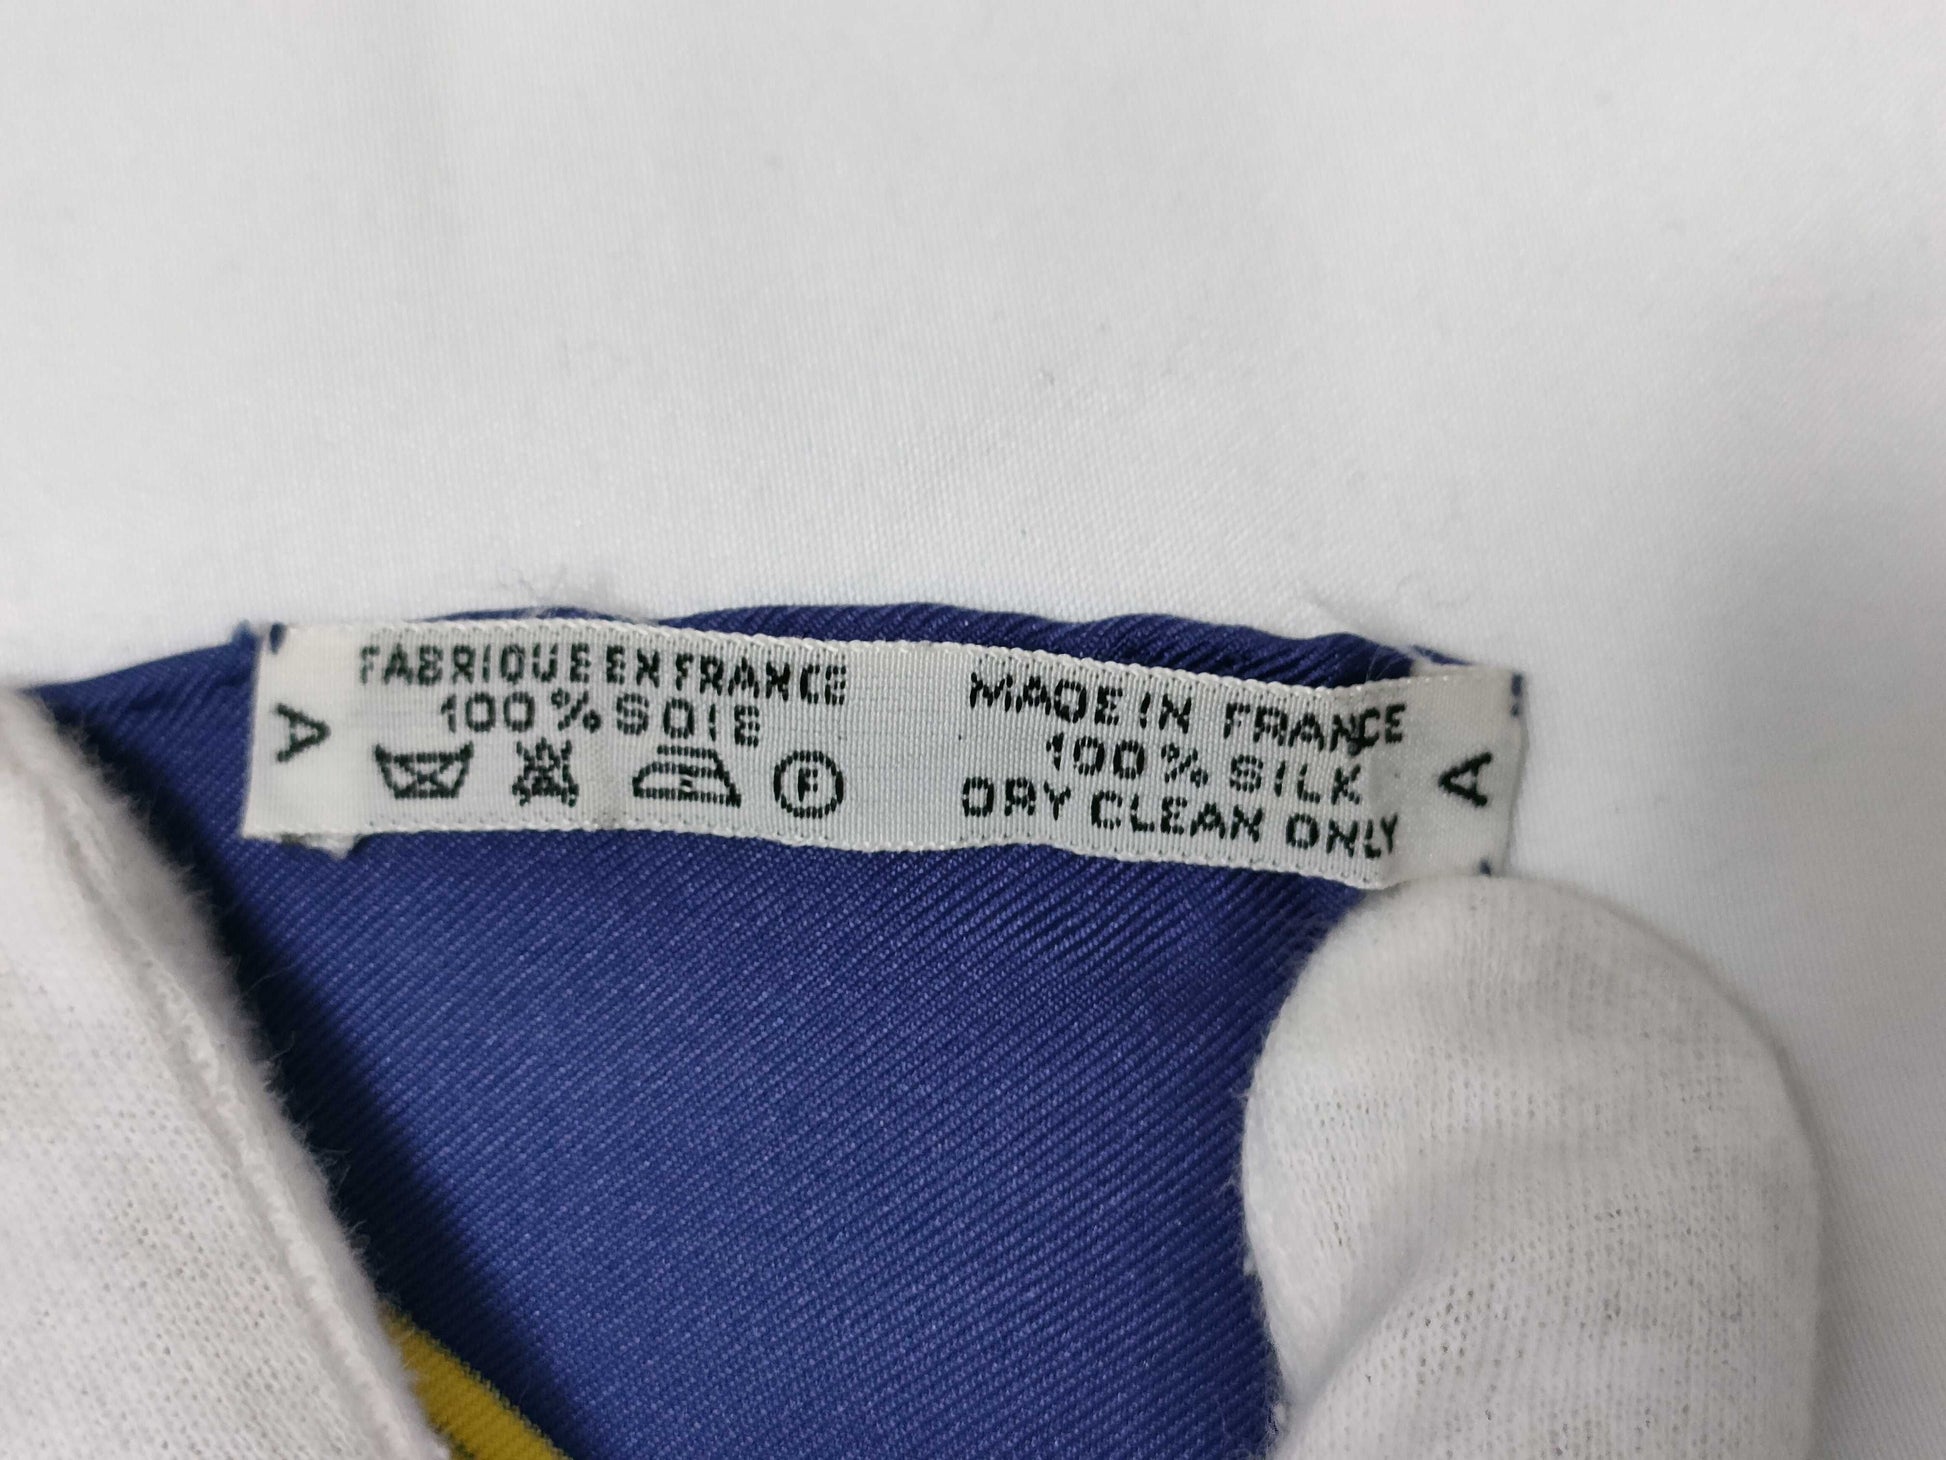 A
FABRIQUE EN FRANCE
100% SOIE
F
MADE IN FRANCE
100% SILK
DRY CLEAN ONLY
A